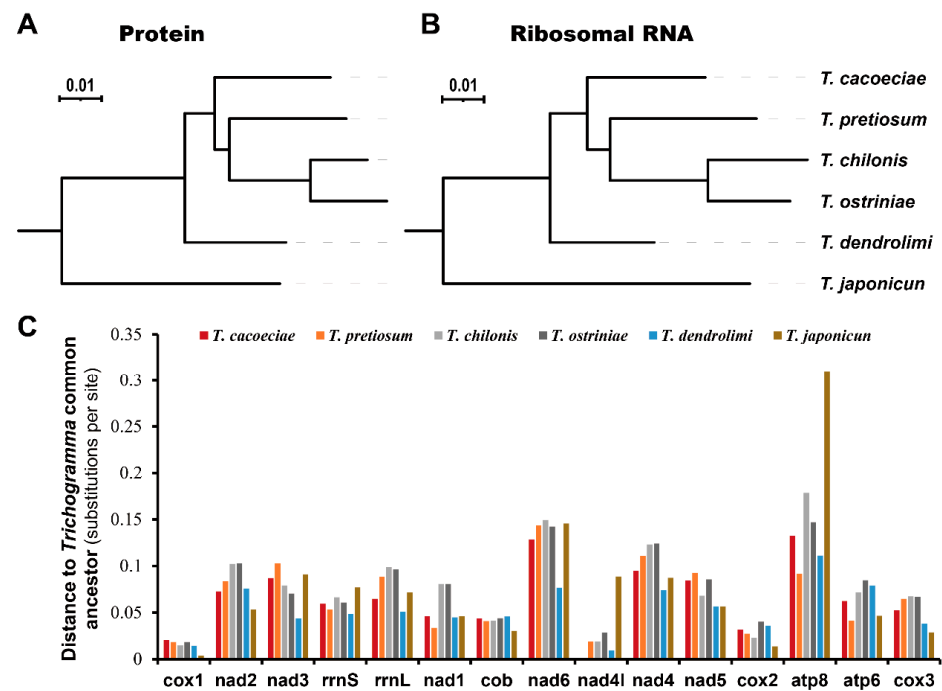 A Protein
B Ribosomal RNA
0.01
0.01
T. cacoeciae
T. pretiosum
T. chilonis
T. ostriniae
T. dendrolimi
T. japonicun
C
Distance to Trichogramma common
ancestor (substitutions per site)
0.35
0.3
0.25
0.2
0.15
0.1
0.05
0
T. cacoeciae T. pretiosum T. chilonis T. ostriniae T. dendrolimi T. japonicun
cox1 nad2 nad3 rrnS rrnL nad1 cob nad6 nad4l nad4 nad5 cox2 atp8 atp6 cox3